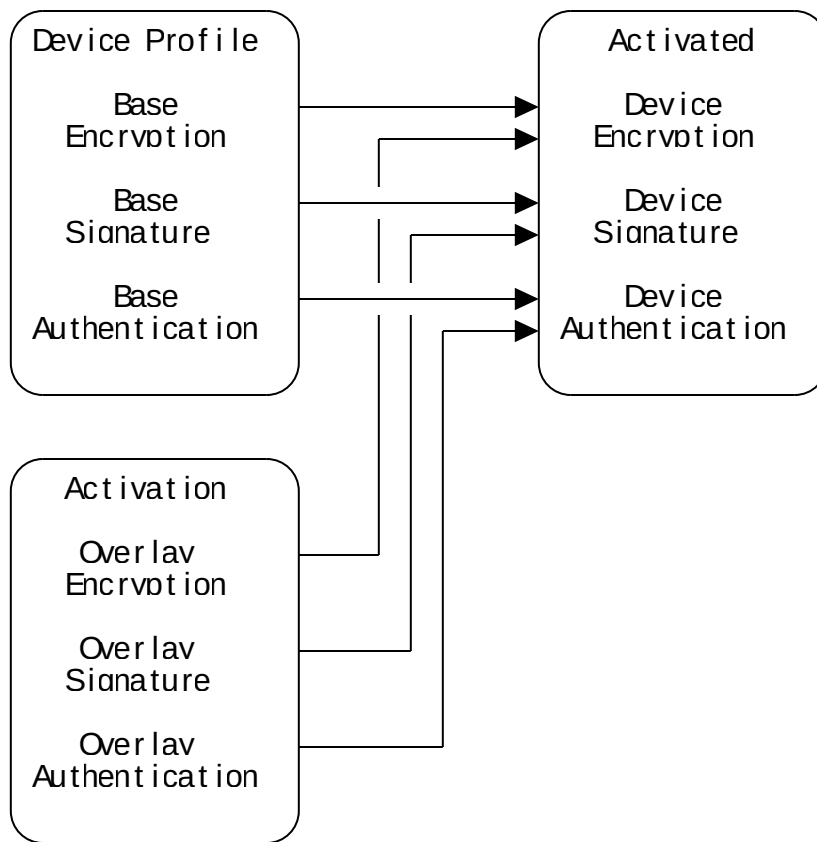 Device Profile
Base
Encryption
Base
Signature
Base
Authentication
Activated
Device
Encryption
Device
Signature
Device
Authentication
Activation
Overlay
Encryption
Overlay
Signature
Overlay
Authentication